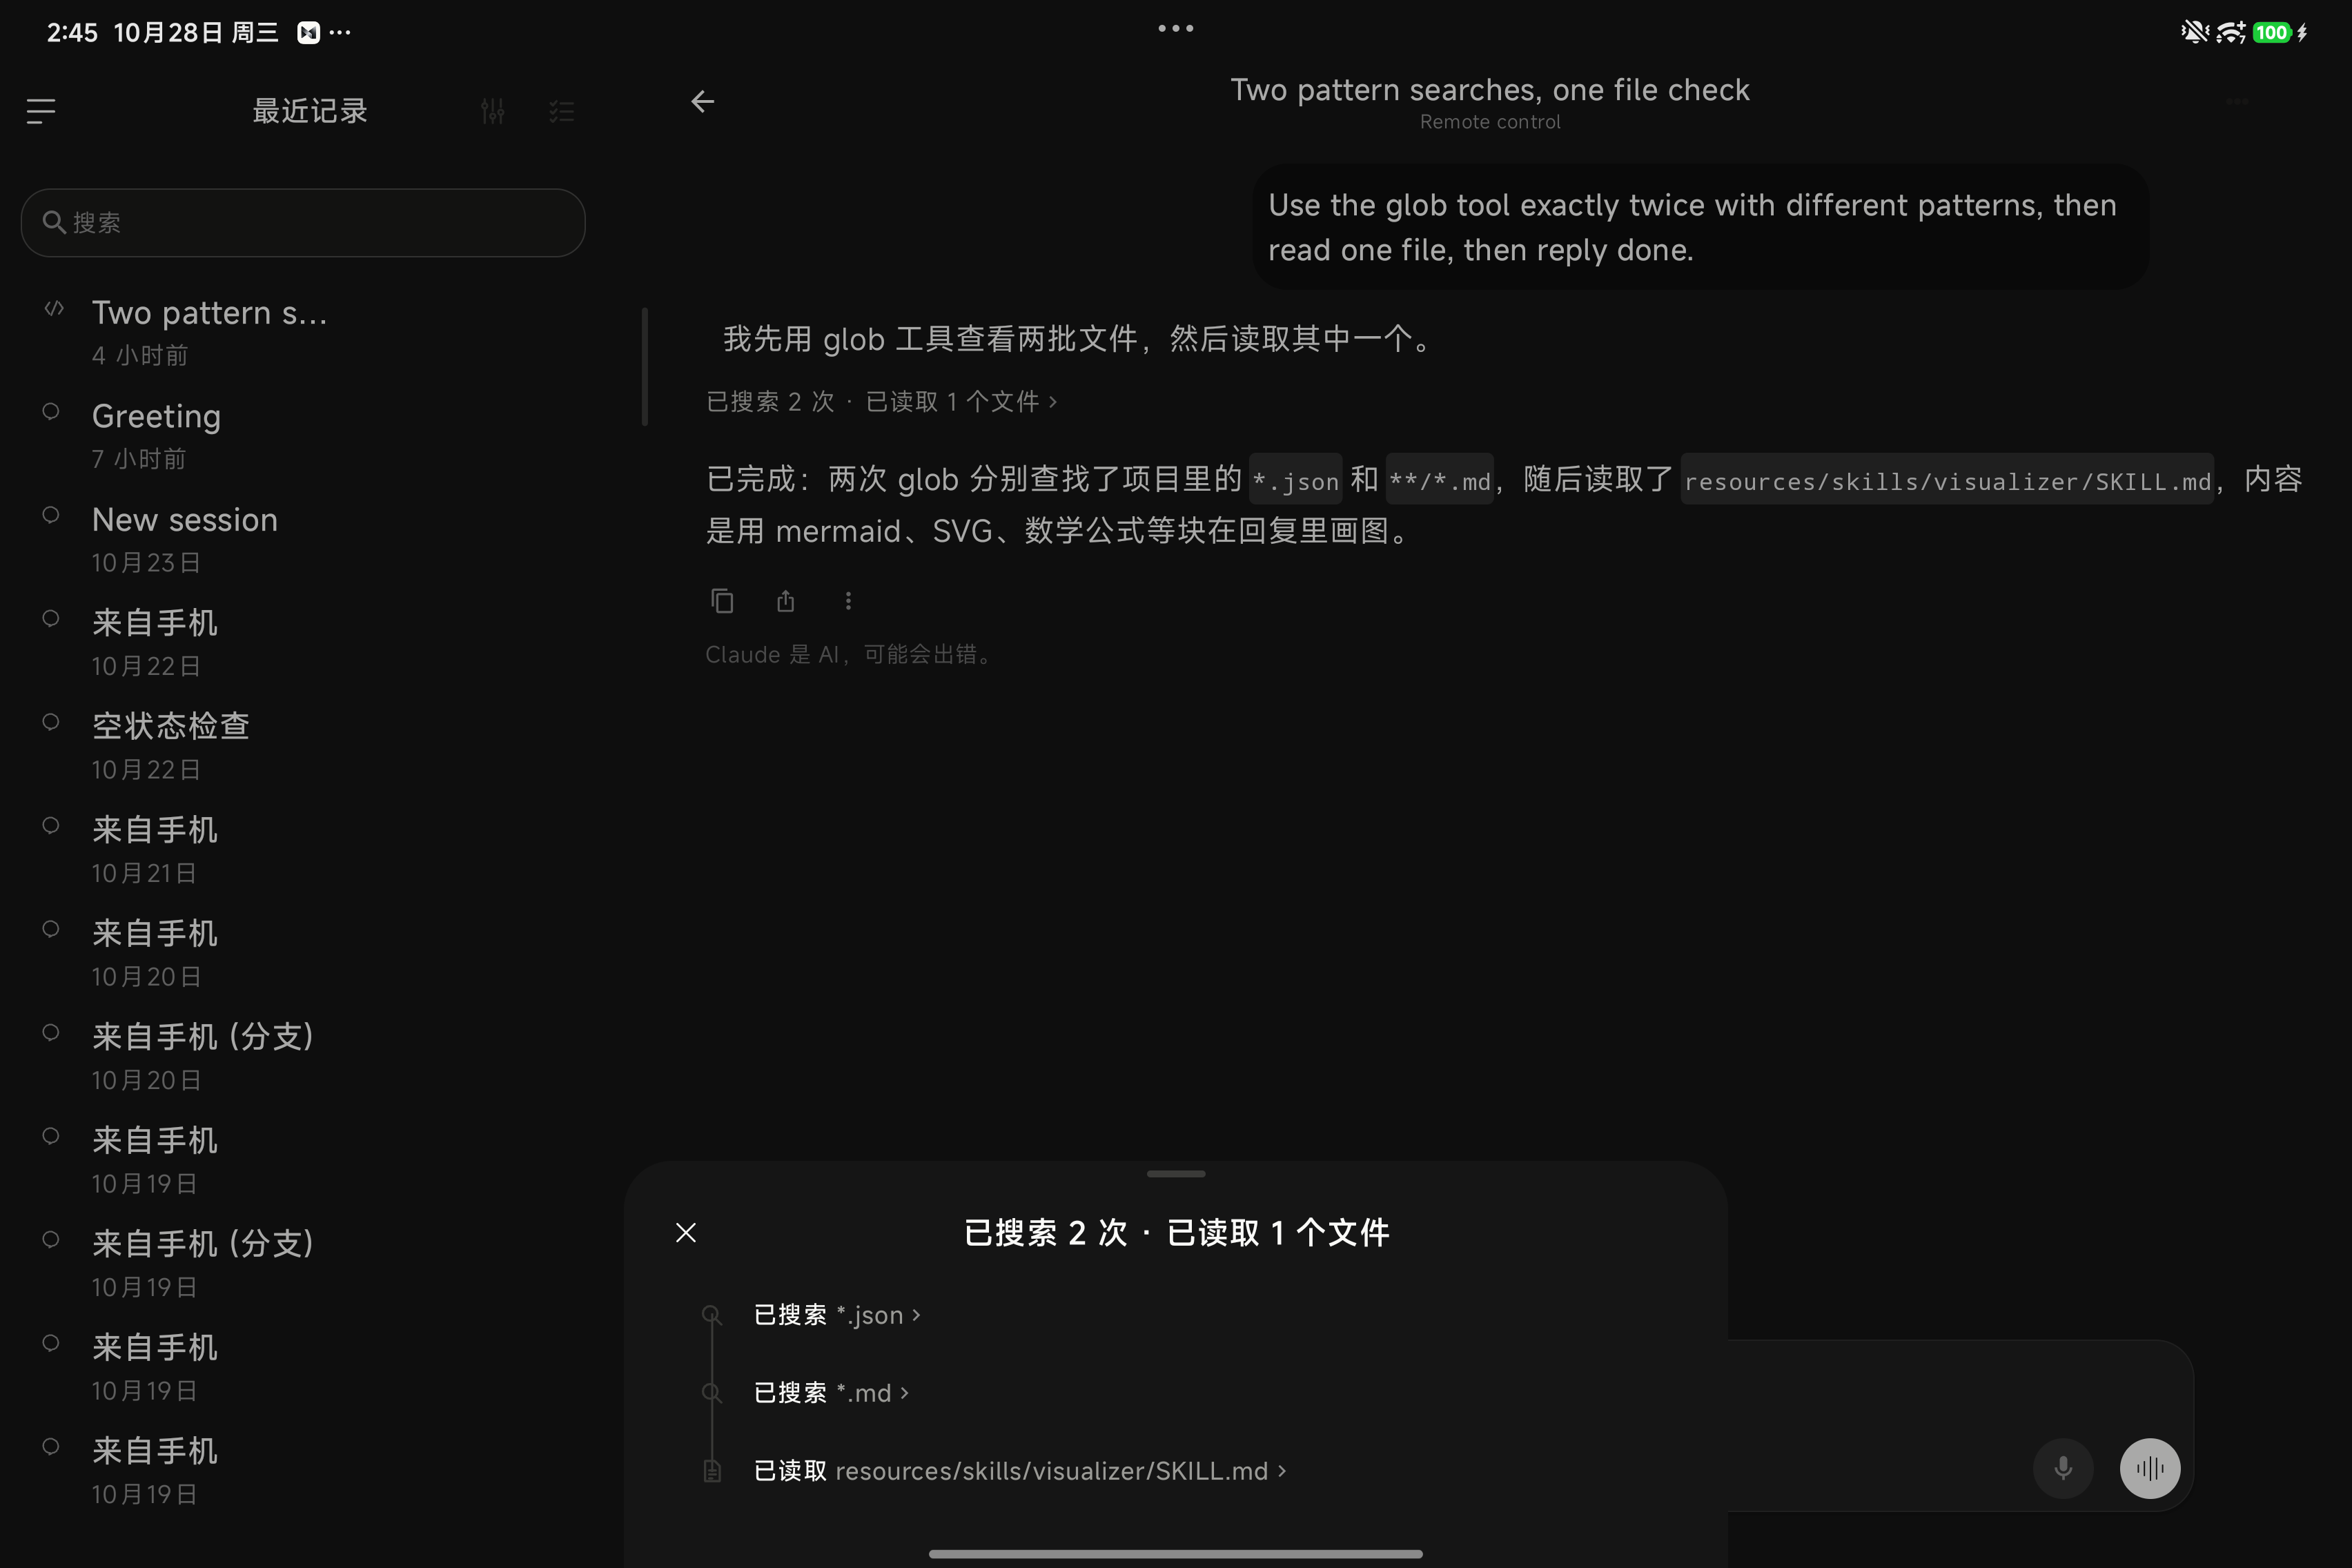 2:45 10月28日 周三
100
最近记录
搜索
Two pattern s...
4 小时前
Greeting
7 小时前
New session
10月23日
来自手机
10月22日
空状态检查
10月22日
来自手机
10月21日
来自手机
10月20日
来自手机 (分支)
10月20日
来自手机
10月19日
来自手机 (分支)
10月19日
来自手机
10月19日
来自手机
10月19日
Two pattern searches, one file check
Remote control
Use the glob tool exactly twice with different patterns, then
read one file, then reply done.
我先用 glob 工具查看两批文件，然后读取其中一个。
已搜索 2 次 · 已读取 1 个文件 >
已完成：两次 glob 分别查找了项目里的 *.json 和 **/*.md，随后读取了 resources/skills/visualizer/SKILL.md，内容
是用 mermaid、SVG、数学公式等块在回复里画图。
Claude 是 AI，可能会出错。
已搜索 2 次 · 已读取 1 个文件
已搜索 *.json >
已搜索 *.md >
已读取 resources/skills/visualizer/SKILL.md >